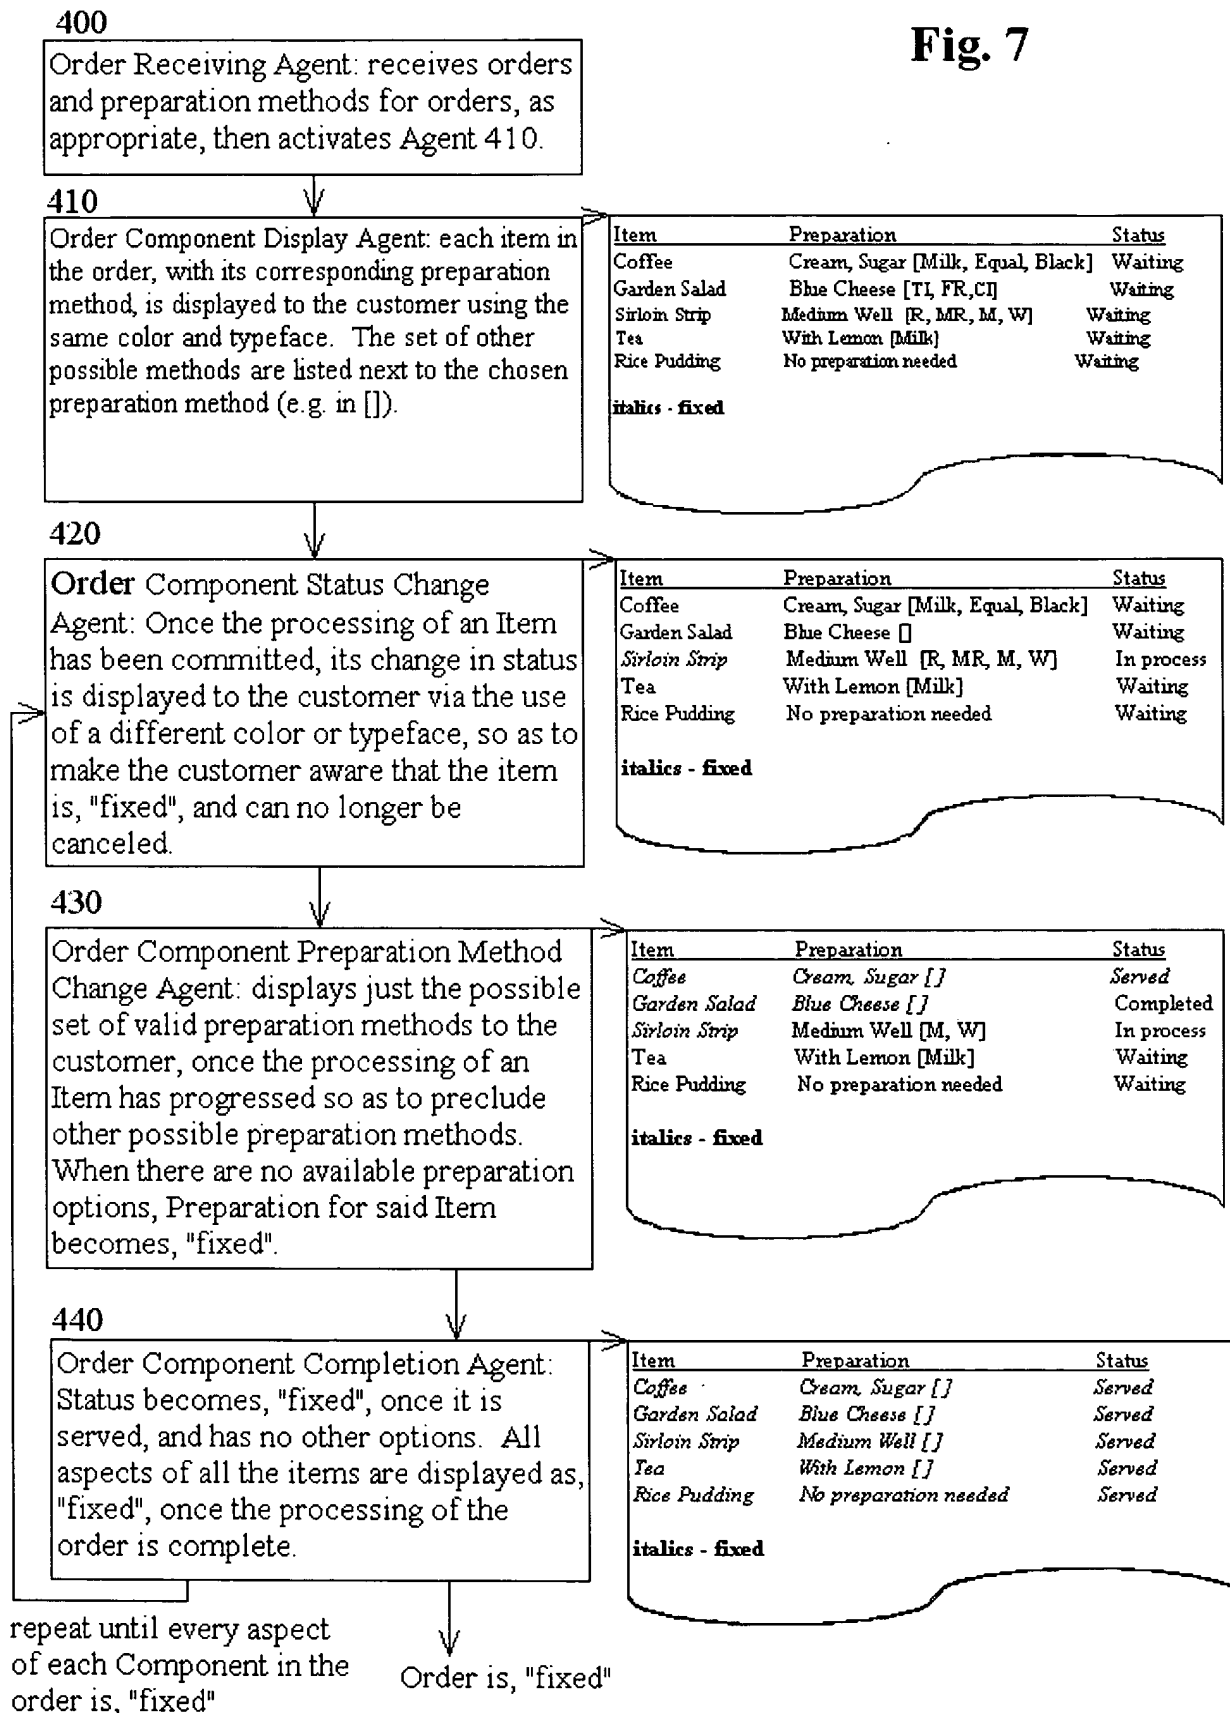 400
Fig. 7
Order Receiving Agent: receives orders
and preparation methods for orders, as
appropriate, then activates Agent 410.
410
Order Component Display Agent: each item in
the order, with its corresponding preparation
method, is displayed to the customer using the
same color and typeface. The set of other
possible methods are listed next to the chosen
preparation method (e.g. in []).
Item Preparation Status
Coffee Cream, Sugar [Milk, Equal, Black] Waiting
Garden Salad Blue Cheese [TI, FR,CI] Waiting
Sirloin Strip Medium Well [R, MR, M, W] Waiting
Tea With Lemon [Milk] Waiting
Rice Pudding No preparation needed Waiting
italics - fixed
420
Order Component Status Change
Agent: Once the processing of an Item
has been committed, its change in status
is displayed to the customer via the use
of a different color or typeface, so as to
make the customer aware that the item
is, "fixed", and can no longer be
canceled.
Item Preparation Status
Coffee Cream, Sugar [Milk, Equal, Black] Waiting
Garden Salad Blue Cheese [] Waiting
Sirloin Strip Medium Well [R, MR, M, W] In process
Tea With Lemon [Milk] Waiting
Rice Pudding No preparation needed Waiting
italics - fixed
430
Order Component Preparation Method
Change Agent: displays just the possible
set of valid preparation methods to the
customer, once the processing of an
Item has progressed so as to preclude
other possible preparation methods.
When there are no available preparation
options, Preparation for said Item
becomes, "fixed".
Item Preparation Status
Coffee Cream, Sugar [] Served
Garden Salad Blue Cheese [] Completed
Sirloin Strip Medium Well [M, W] In process
Tea With Lemon [Milk] Waiting
Rice Pudding No preparation needed Waiting
italics - fixed
440
Order Component Completion Agent:
Status becomes, "fixed", once it is
served, and has no other options. All
aspects of all the items are displayed as,
"fixed", once the processing of the
order is complete.
Item Preparation Status
Coffee Cream, Sugar [] Served
Garden Salad Blue Cheese [] Served
Sirloin Strip Medium Well [] Served
Tea With Lemon [] Served
Rice Pudding No preparation needed Served
italics - fixed
repeat until every aspect
of each Component in the
order is, "fixed"
Order is, "fixed"